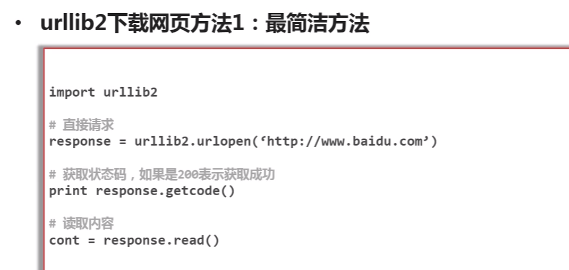 • urllib2下载网页方法1：最简洁方法
import urllib2
# 直接请求
response = urllib2.urlopen(‘http://www.baidu.com’)
# 获取状态码，如果是200表示获取成功
print response.getcode()
# 读取内容
cont = response.read()